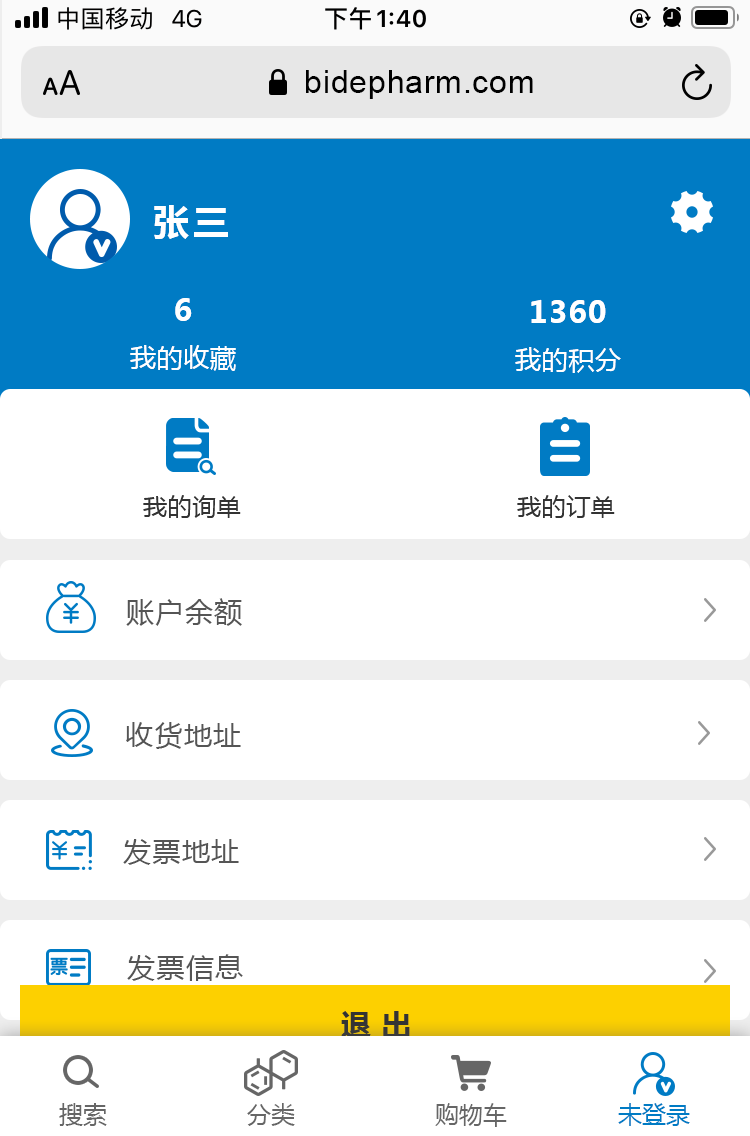 中国移动 4G 下午1:40
AA bidepharm.com
张三
6 1360
我的收藏 我的积分
我的询单 我的订单
¥ 账户余额
收货地址
¥ 发票地址
票 发票信息
退出
搜索 分类 购物车 未登录